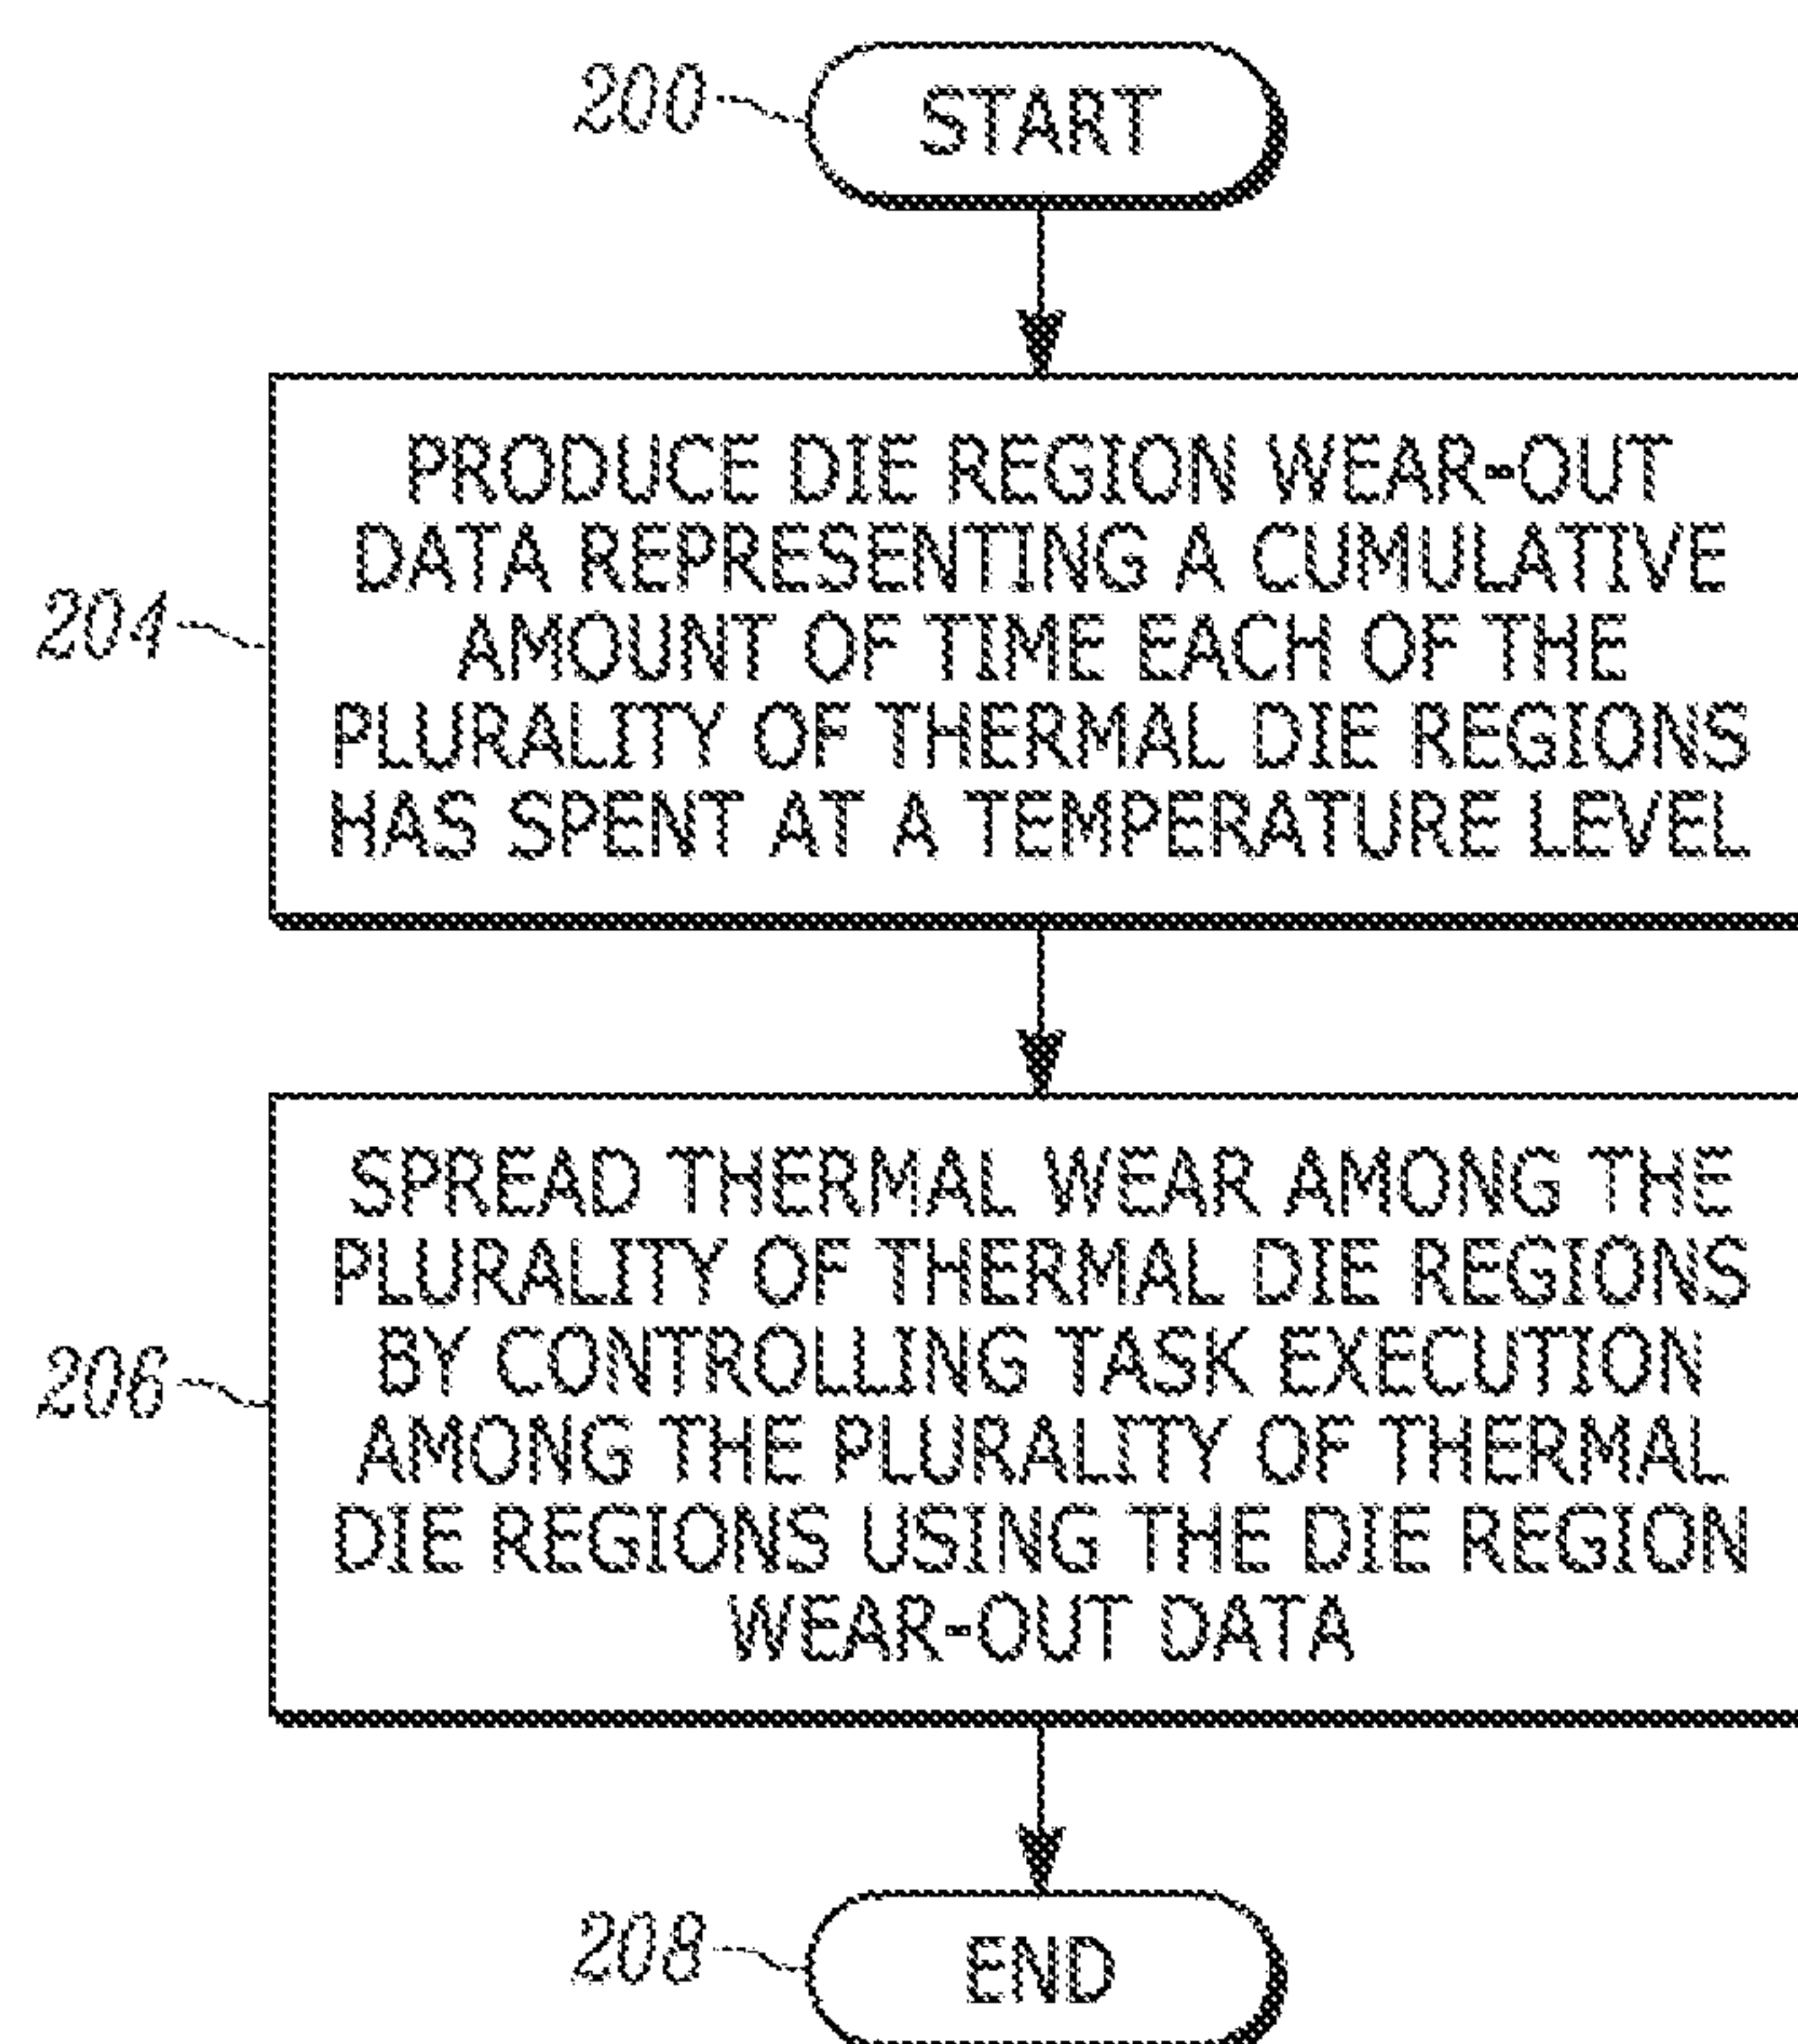 200
START
PRODUCE DIE REGION WEAR-OUT
DATA REPRESENTING A CUMULATIVE
204
AMOUNT OF TIME EACH OF THE
PLURALITY OF THERMAL DIE REGIONS
HAS SPENT AT A TEMPERATURE LEVEL
SPREAD THERMAL WEAR AMONG THE
PLURALITY OF THERMAL DIE REGIONS
206
BY CONTROLLING TASK EXECUTION
AMONG THE PLURALITY OF THERMAL
DIE REGIONS USING THE DIE REGION
WEAR-OUT DATA
208
END